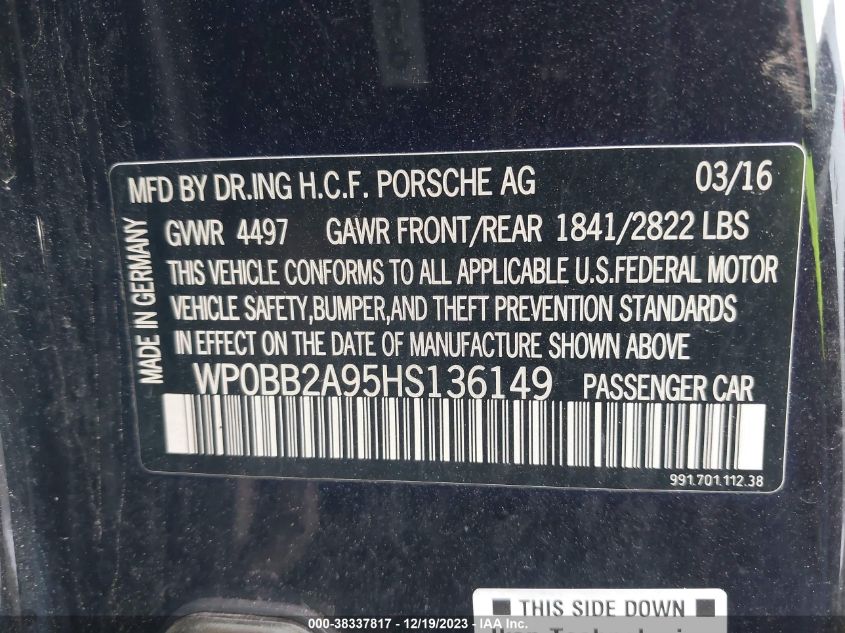 MFD BY DR.ING H.C.F. PORSCHE AG 03/16
GVWR 4497 GAWR FRONT/REAR 1841/2822 LBS
THIS VEHICLE CONFORMS TO ALL APPLICABLE U.S.FEDERAL MOTOR
VEHICLE SAFETY,BUMPER,AND THEFT PREVENTION STANDARDS
IN EFFECT ON THE DATE OF MANUFACTURE SHOWN ABOVE
MADE IN GERMANY
WP0BB2A95HS136149 PASSENGER CAR
991.701.112.38
THIS SIDE DOWN
000-38337817 - 12/19/2023 - IAA Inc.